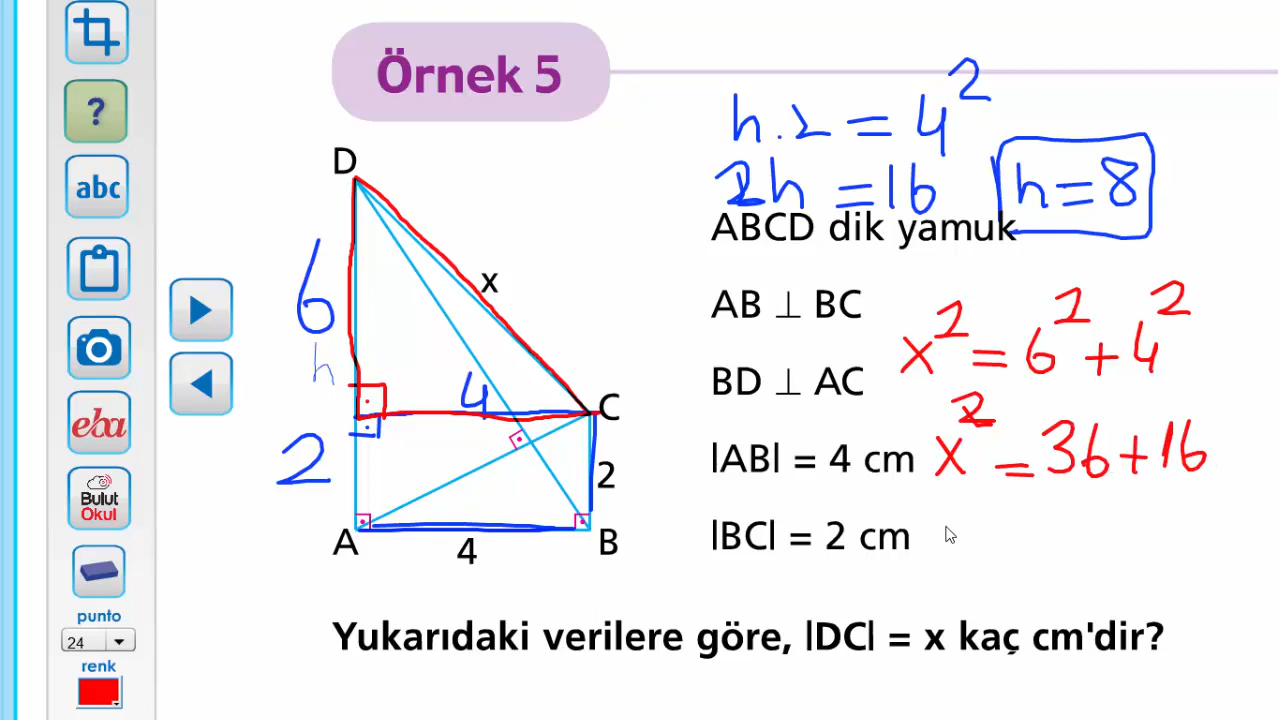 ?
abc
eba
Bulut
Okul
punto
24
renk
Örnek 5
h.2 = 4²
2h = 16
h = 8
D
x
6
h
4
C
2
2
A
4
B
ABCD dik yamuk
AB ⊥ BC
x² = 6² + 4²
BD ⊥ AC
x² = 36 + 16
|AB| = 4 cm
|BC| = 2 cm
Yukarıdaki verilere göre, |DC| = x kaç cm'dir?